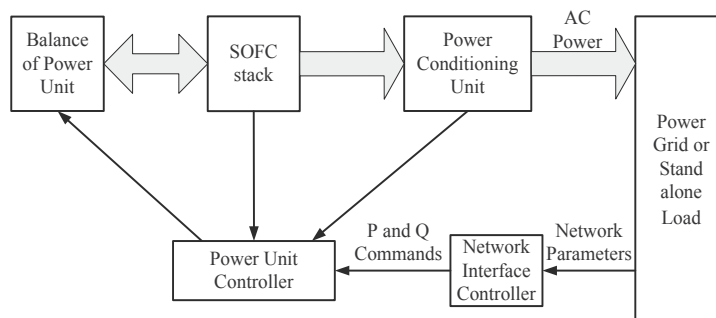 Balance
of Power
Unit
SOFC
stack
Power
Conditioning
Unit
AC
Power
Power
Grid or
Stand
alone
Load
Power Unit
Controller
P and Q
Commands
Network
Interface
Controller
Network
Parameters